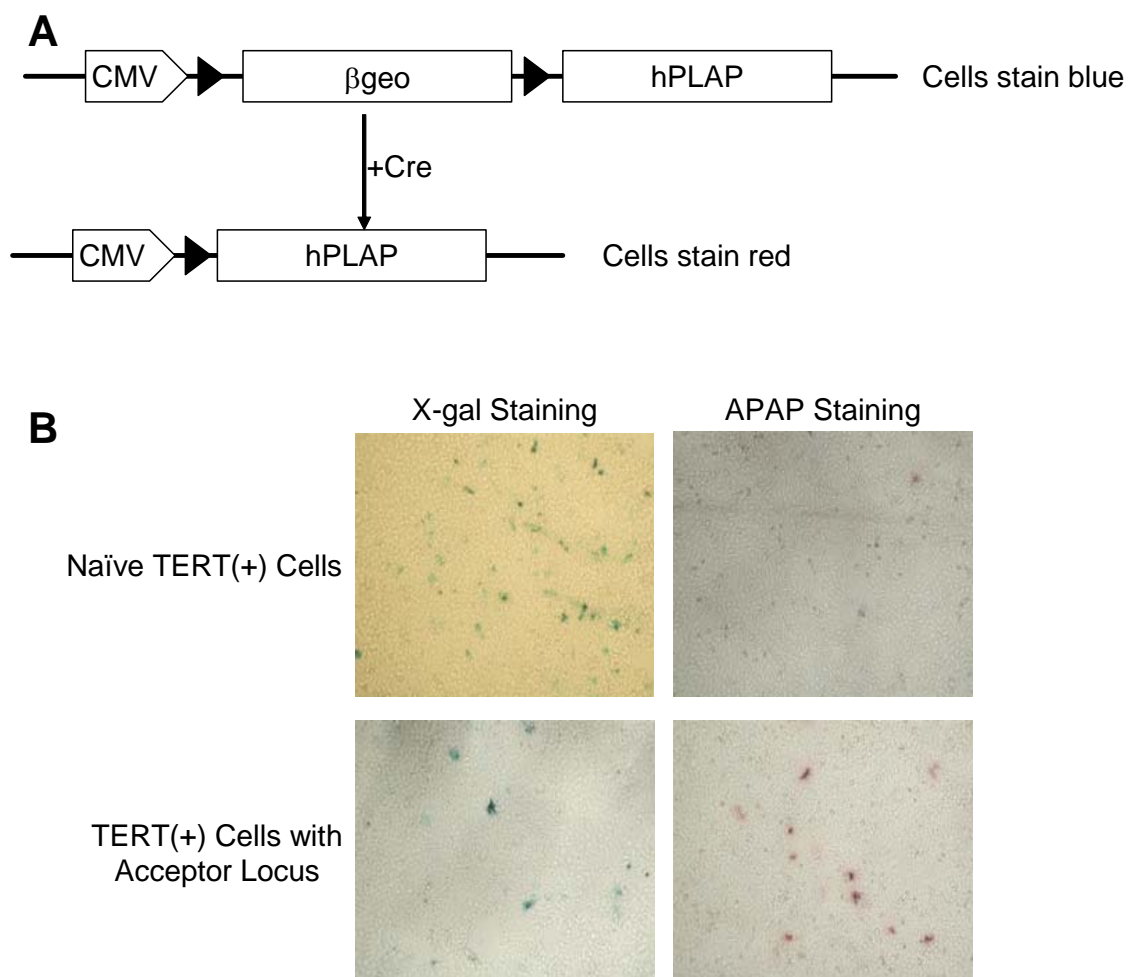 A
CMV
βgeo
hPLAP
Cells stain blue
+Cre
CMV
hPLAP
Cells stain red
B
X-gal Staining
APAP Staining
Naïve TERT(+) Cells
TERT(+) Cells with
Acceptor Locus